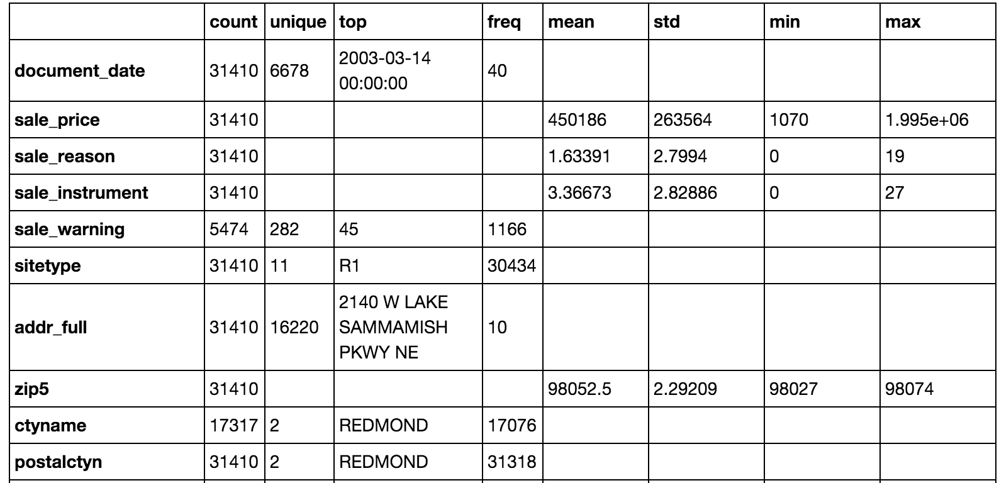 count unique top freq mean std min max
document_date 31410 6678 2003-03-14 00:00:00 40
sale_price 31410 450186 263564 1070 1.995e+06
sale_reason 31410 1.63391 2.7994 0 19
sale_instrument 31410 3.36673 2.82886 0 27
sale_warning 5474 282 45 1166
sitetype 31410 11 R1 30434
addr_full 31410 16220 2140 W LAKE SAMMAMISH PKWY NE 10
zip5 31410 98052.5 2.29209 98027 98074
ctyname 17317 2 REDMOND 17076
postalctyn 31410 2 REDMOND 31318